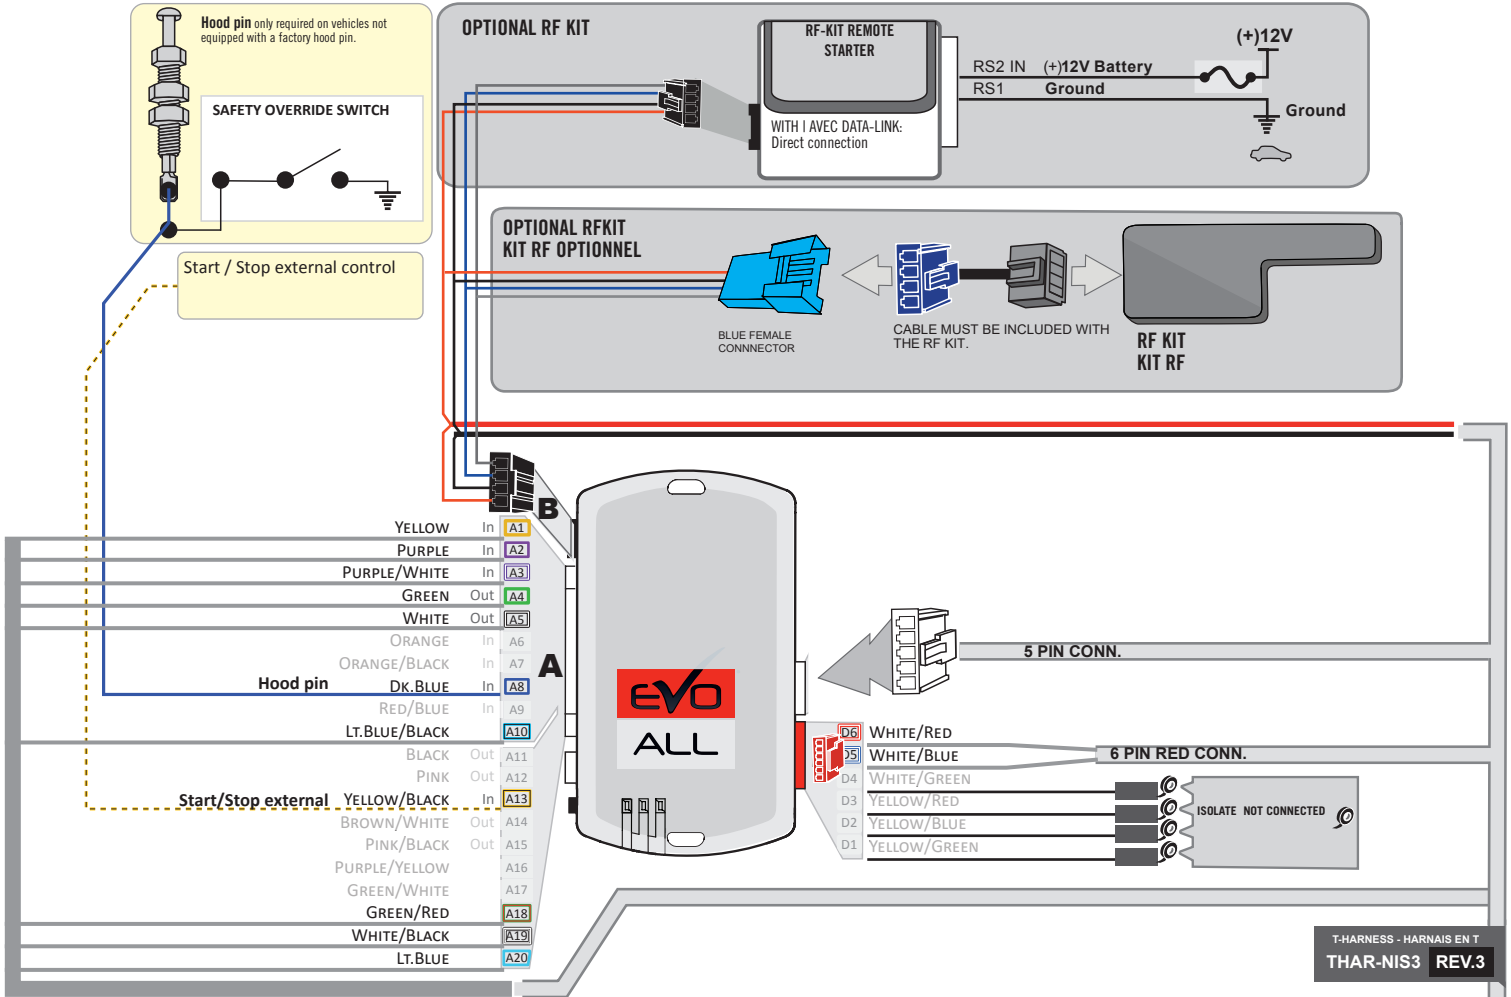 Hood pin only required on vehicles not
equipped with a factory hood pin.
SAFETY OVERRIDE SWITCH
Start / Stop external control
OPTIONAL RF KIT
RF-KIT REMOTE
STARTER
WITH I AVEC DATA-LINK:
Direct connection
RS2 IN (+)12V Battery
RS1 Ground
(+)12V
Ground
OPTIONAL RFKIT
KIT RF OPTIONNEL
BLUE FEMALE
CONNNECTOR
CABLE MUST BE INCLUDED WITH
THE RF KIT.
RF KIT
KIT RF
B
A
YELLOW In A1
PURPLE In A2
PURPLE/WHITE In A3
GREEN Out A4
WHITE Out A5
ORANGE In A6
ORANGE/BLACK In A7
Hood pin DK.BLUE In A8
RED/BLUE In A9
LT.BLUE/BLACK A10
BLACK Out A11
PINK Out A12
Start/Stop external YELLOW/BLACK In A13
BROWN/WHITE Out A14
PINK/BLACK Out A15
PURPLE/YELLOW A16
GREEN/WHITE A17
GREEN/RED A18
WHITE/BLACK A19
LT.BLUE A20
EVO
ALL
5 PIN CONN.
D6 WHITE/RED
D5 WHITE/BLUE
6 PIN RED CONN.
D4 WHITE/GREEN
D3 YELLOW/RED
D2 YELLOW/BLUE
D1 YELLOW/GREEN
ISOLATE NOT CONNECTED
T-HARNESS - HARNAIS EN T
THAR-NIS3 REV.3